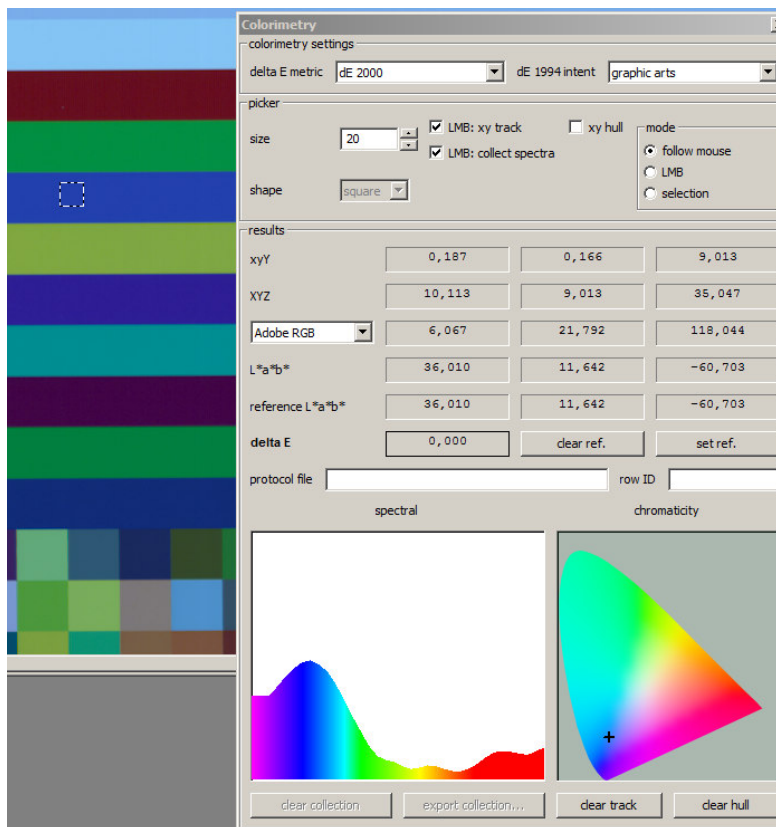 Colorimetry
colorimetry settings
delta E metric dE 2000 dE 1994 intent graphic arts
picker
size 20 LMB: xy track xy hull mode
LMB: collect spectra follow mouse
LMB
shape square selection
results
xyY 0,187 0,166 9,013
XYZ 10,113 9,013 35,047
Adobe RGB 6,067 21,792 118,044
L*a*b* 36,010 11,642 -60,703
reference L*a*b* 36,010 11,642 -60,703
delta E 0,000 clear ref. set ref.
protocol file row ID
spectral chromaticity
clear collection export collection... clear track clear hull